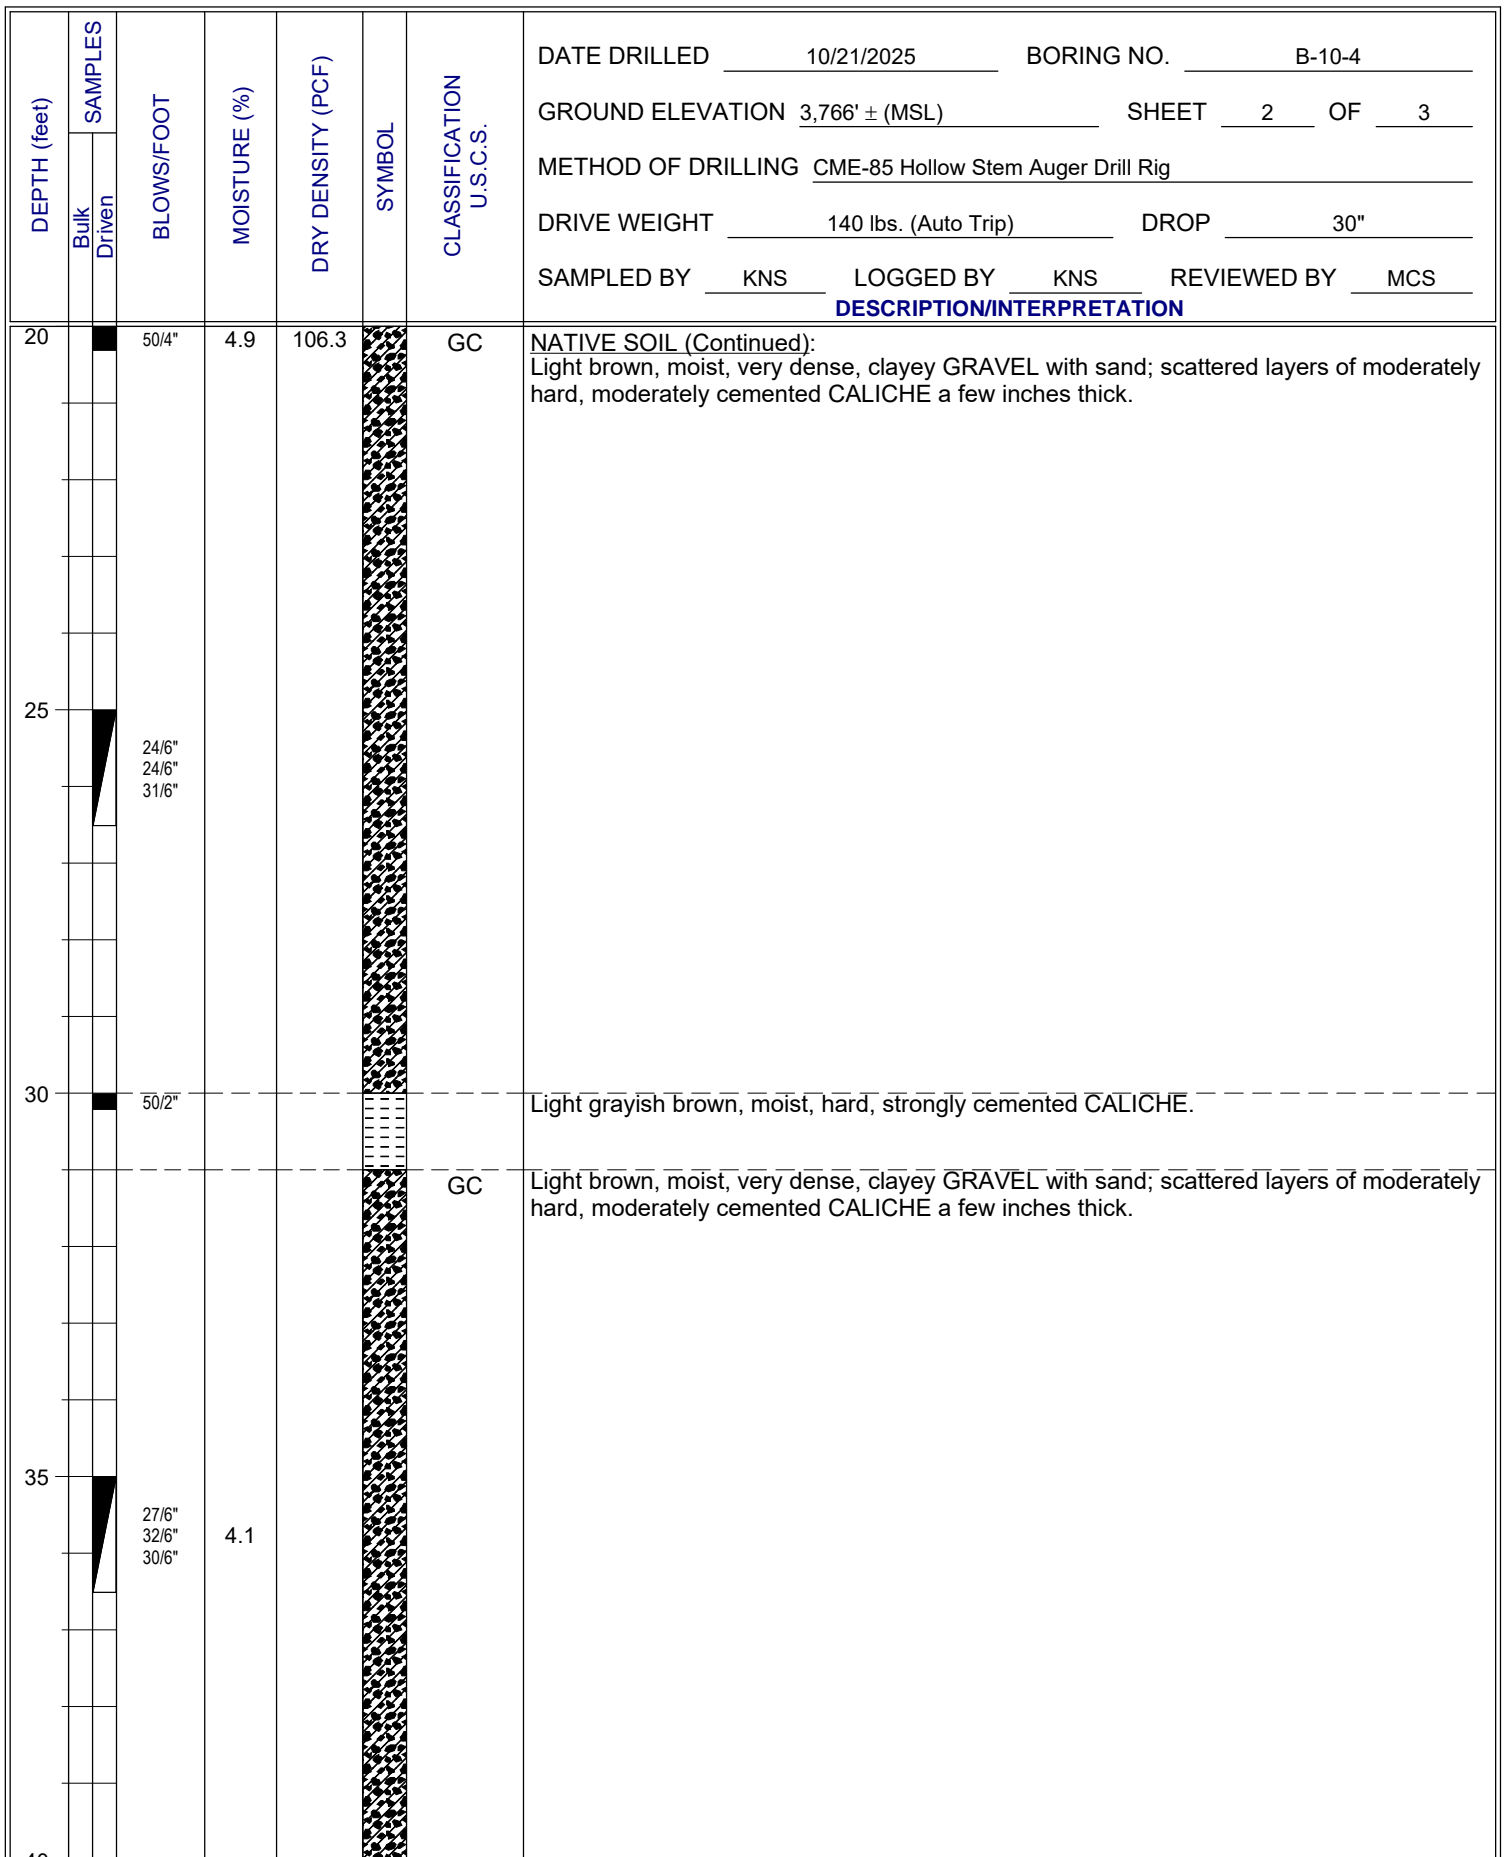 DEPTH (feet)
SAMPLES
Bulk
Driven
BLOWS/FOOT
MOISTURE (%)
DRY DENSITY (PCF)
SYMBOL
CLASSIFICATION
U.S.C.S.
DATE DRILLED 10/21/2025 BORING NO. B-10-4
GROUND ELEVATION 3,766' ± (MSL) SHEET 2 OF 3
METHOD OF DRILLING CME-85 Hollow Stem Auger Drill Rig
DRIVE WEIGHT 140 lbs. (Auto Trip) DROP 30"
SAMPLED BY KNS LOGGED BY KNS REVIEWED BY MCS
DESCRIPTION/INTERPRETATION
20 50/4" 4.9 106.3 GC NATIVE SOIL (Continued):
Light brown, moist, very dense, clayey GRAVEL with sand; scattered layers of moderately
hard, moderately cemented CALICHE a few inches thick.
25
24/6"
24/6"
31/6"
30 50/2" Light grayish brown, moist, hard, strongly cemented CALICHE.
GC Light brown, moist, very dense, clayey GRAVEL with sand; scattered layers of moderately
hard, moderately cemented CALICHE a few inches thick.
35
27/6"
32/6" 4.1
30/6"